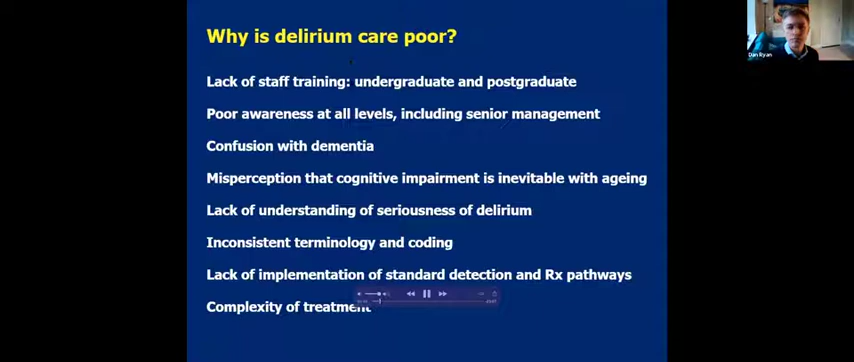 Why is delirium care poor?
Dan Ryan
Lack of staff training: undergraduate and postgraduate
Poor awareness at all levels, including senior management
Confusion with dementia
Misperception that cognitive impairment is inevitable with ageing
Lack of understanding of seriousness of delirium
Inconsistent terminology and coding
Lack of implementation of standard detection and Rx pathways
Complexity of treatment